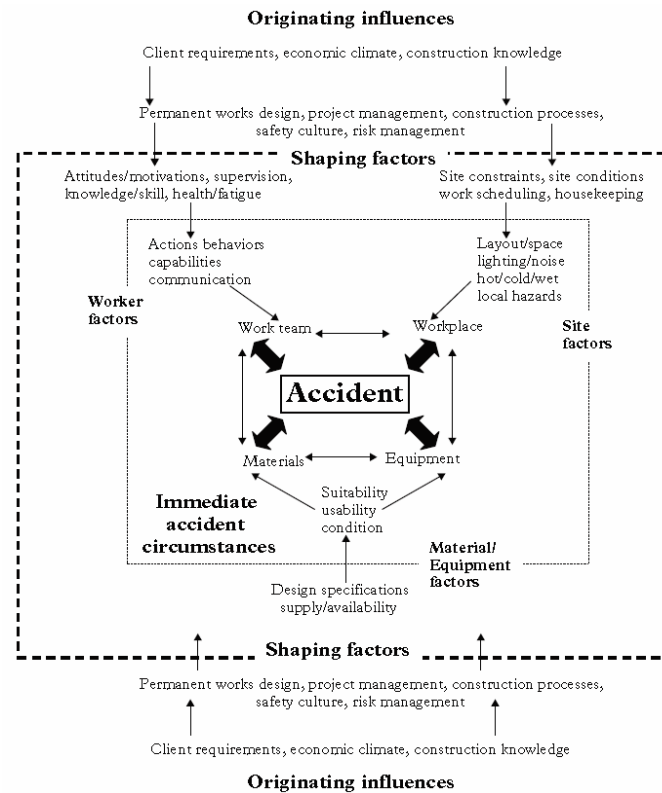 Originating influences
Client requirements, economic climate, construction knowledge
Permanent works design, project management, construction processes,
safety culture, risk management
Shaping factors
Attitudes/motivations, supervision,
knowledge/skill, health/fatigue
Site constraints, site conditions
work scheduling, housekeeping
Actions behaviors
capabilities
communication
Layout/space
lighting/noise
hot/cold/wet
local hazards
Worker
factors
Site
factors
Work team
Workplace
Accident
Materials
Equipment
Suitability
usability
condition
Immediate
accident
circumstances
Material/
Equipment
factors
Design specifications
supply/availability
Shaping factors
Permanent works design, project management, construction processes,
safety culture, risk management
Client requirements, economic climate, construction knowledge
Originating influences